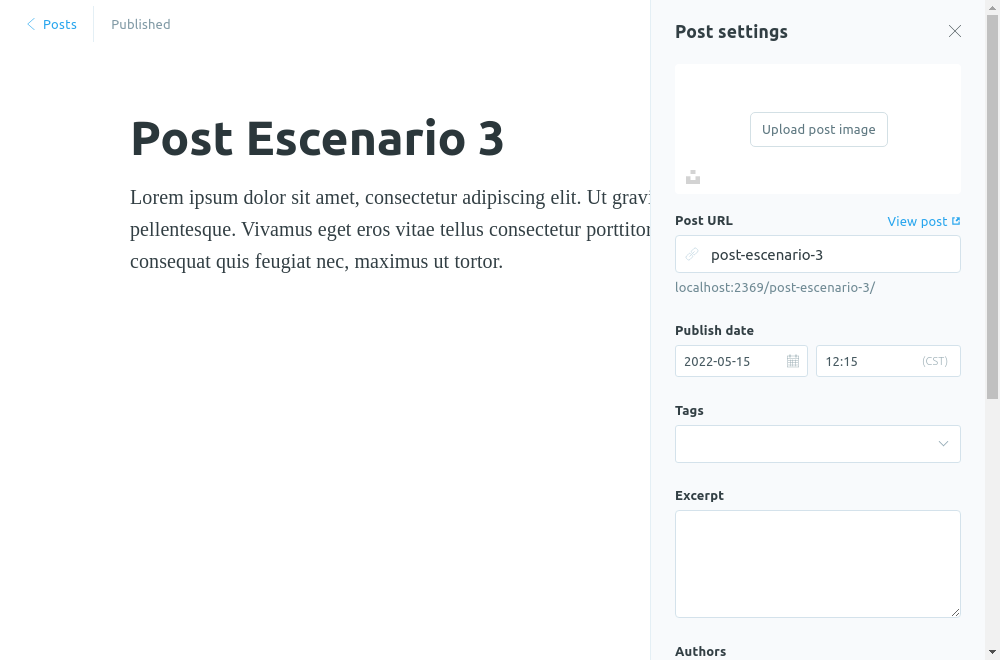 Posts
Published
Post Escenario 3
Lorem ipsum dolor sit amet, consectetur adipiscing elit. Ut
pellentesque. Vivamus eget eros vitae tellus consectetur porttitor
consequat quis feugiat nec, maximus ut tortor.
Post settings
Upload post image
Post URL
View post
post-escenario-3
localhost:2369/post-escenario-3/
Publish date
2022-05-15
12:15
(CST)
Tags
Excerpt
Authors